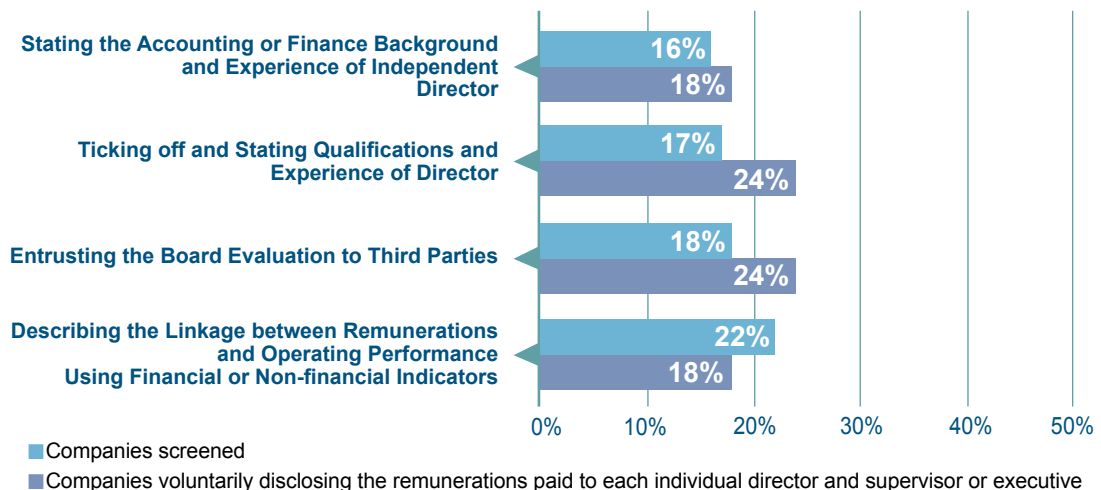 Stating the Accounting or Finance Background
and Experience of Independent
Director
16%
18%
Ticking off and Stating Qualifications and
Experience of Director
17%
24%
Entrusting the Board Evaluation to Third Parties
18%
24%
Describing the Linkage between Remunerations
and Operating Performance
Using Financial or Non-financial Indicators
22%
18%
0% 10% 20% 30% 40% 50%
Companies screened
Companies voluntarily disclosing the remunerations paid to each individual director and supervisor or executive